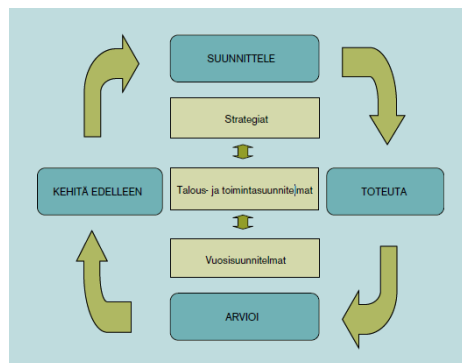 SUUNNITTELE
Strategiat
KEHITÄ EDELLEEN
Talous- ja toimintasuunnitelmat
TOTEUTA
Vuosisuunnitelmat
ARVIOI